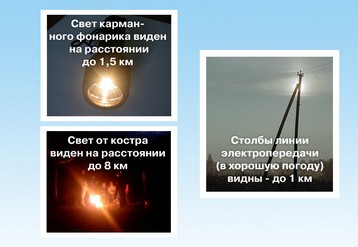 Свет карман-
ного фонарика виден
на расстоянии
до 1,5 км
Свет от костра
виден на расстоянии
до 8 км
Столбы линии
электропередачи
(в хорошую погоду)
видны - до 1 км